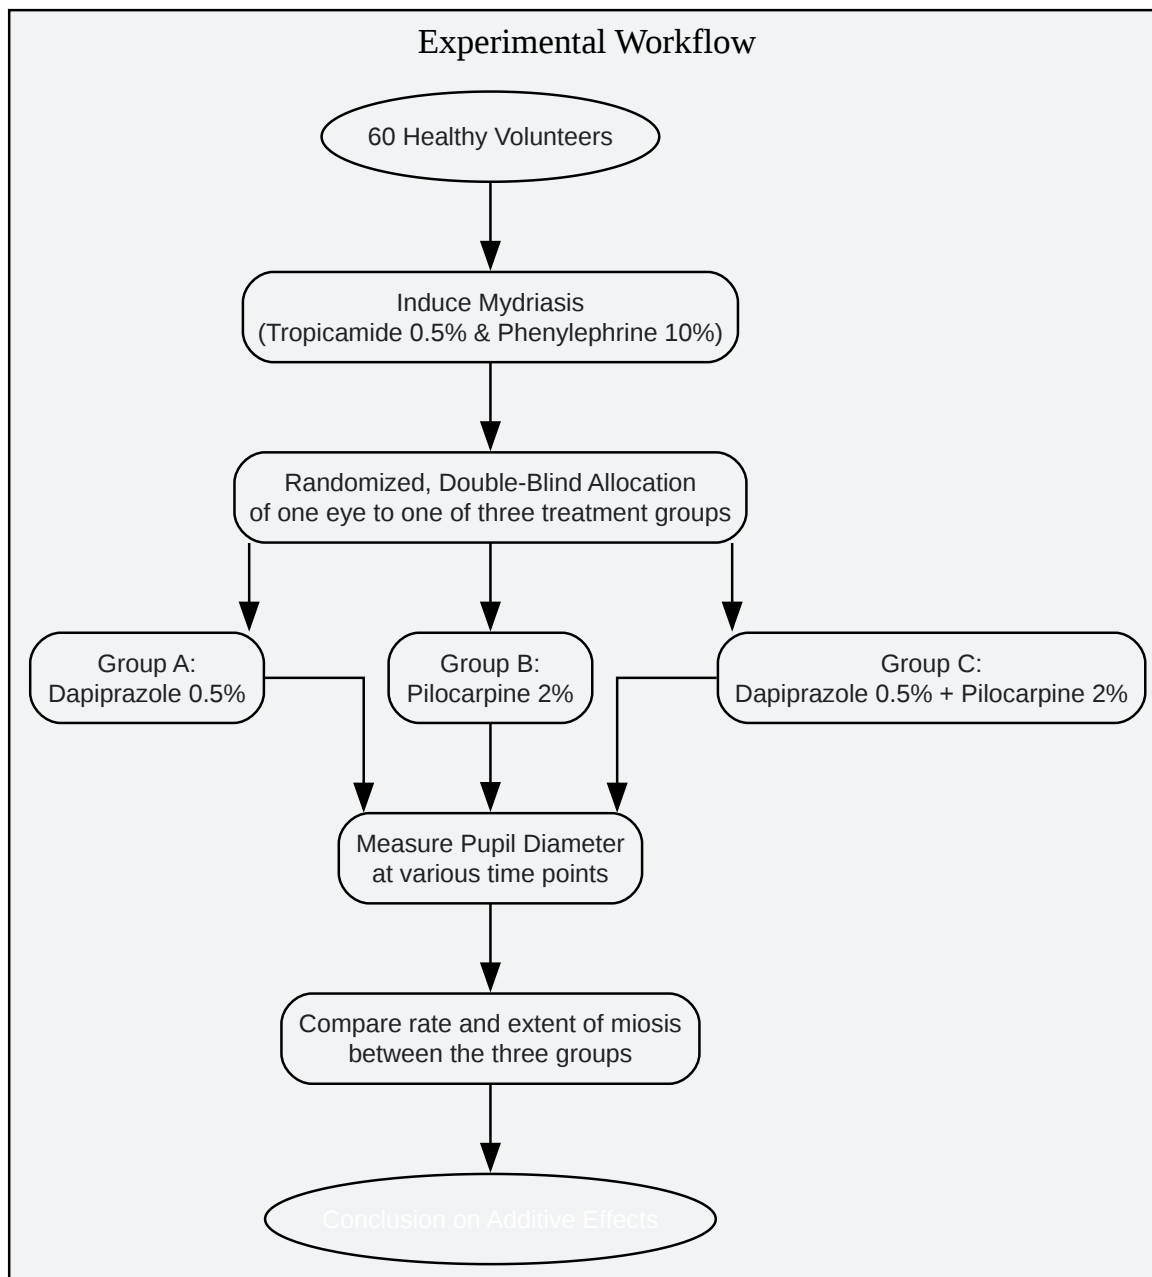 Experimental Workflow
60 Healthy Volunteers
Induce Mydriasis
(Tropicamide 0.5% & Phenylephrine 10%)
Randomized, Double-Blind Allocation
of one eye to one of three treatment groups
Group A:
Dapiprazole 0.5%
Group B:
Pilocarpine 2%
Group C:
Dapiprazole 0.5% + Pilocarpine 2%
Measure Pupil Diameter
at various time points
Compare rate and extent of miosis
between the three groups
Conclusion on Additive Effects